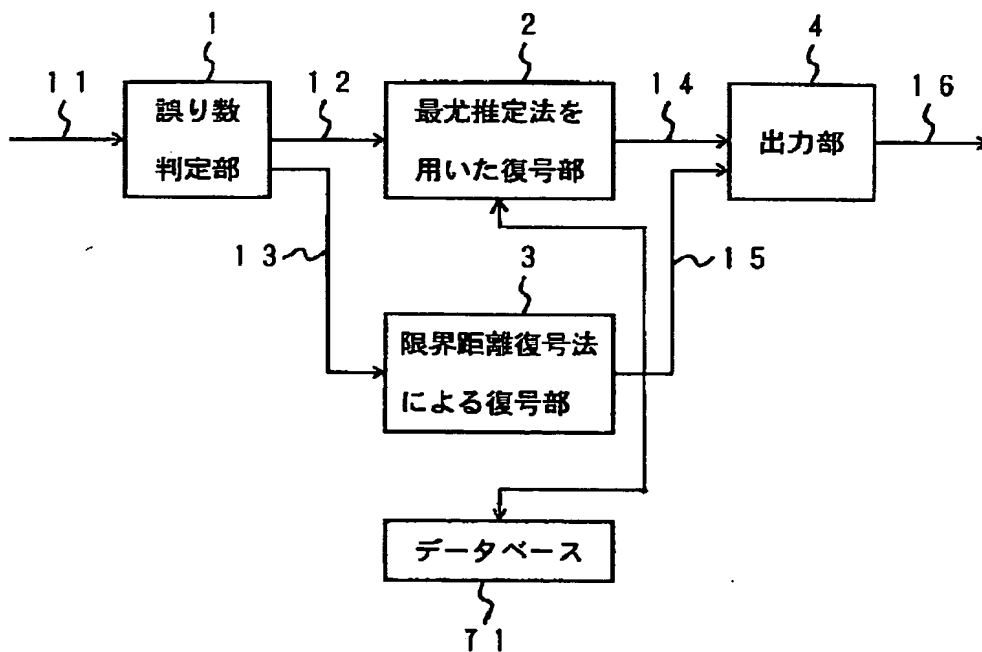 1
2
4
11
12
14
16
誤り数
判定部
最尤推定法を
用いた復号部
出力部
13
3
15
限界距離復号法
による復号部
データベース
71